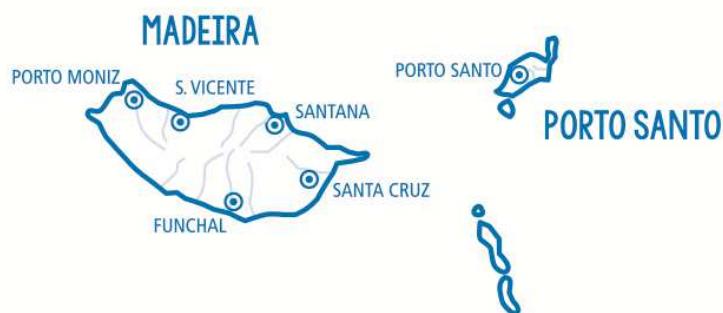 MADEIRA
PORTO MONIZ
S. VICENTE
SANTANA
SANTA CRUZ
FUNCHAL
PORTO SANTO
PORTO SANTO